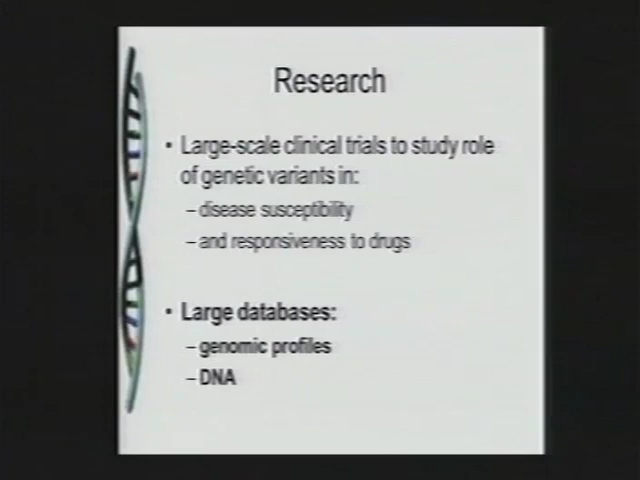 Research
• Large-scale clinical trials to study role
of genetic variants in:
– disease susceptibility
– and responsiveness to drugs
• Large databases:
– genomic profiles
– DNA